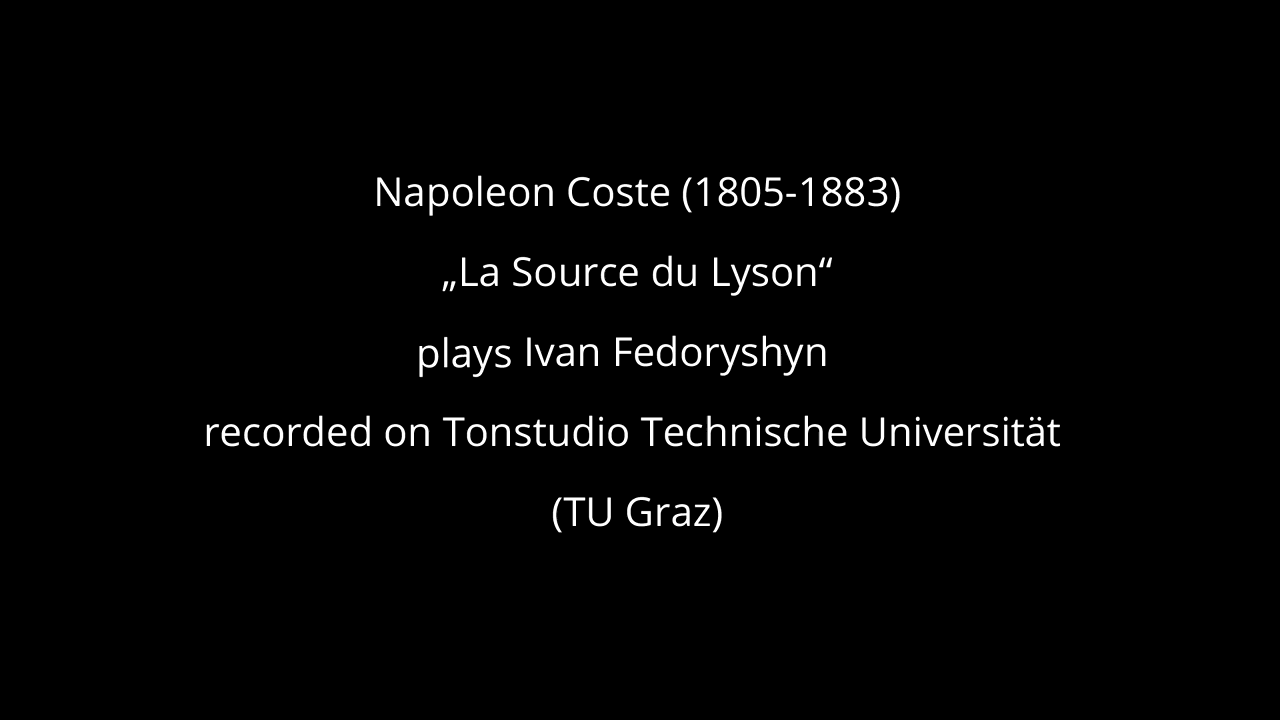 Napoleon Coste (1805-1883)
„La Source du Lyson“
plays Ivan Fedoryshyn
recorded on Tonstudio Technische Universität
(TU Graz)